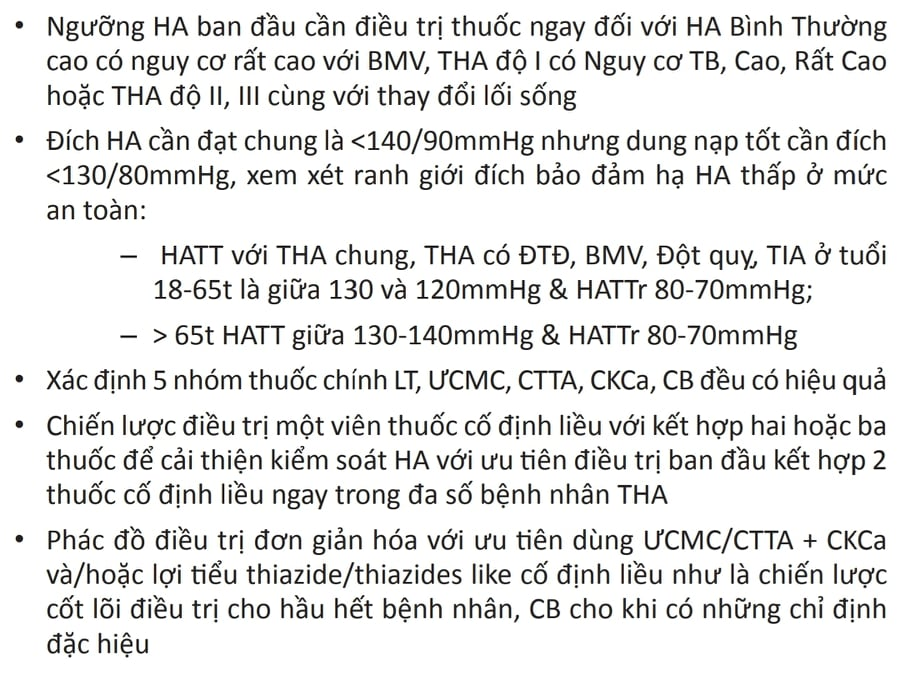 • Ngưỡng HA ban đầu cần điều trị thuốc ngay đối với HA Bình Thường
cao có nguy cơ rất cao với BMV, THA độ I có Nguy cơ TB, Cao, Rất Cao
hoặc THA độ II, III cùng với thay đổi lối sống
• Đích HA cần đạt chung là <140/90mmHg nhưng dung nạp tốt cần đích
<130/80mmHg, xem xét ranh giới đích bảo đảm hạ HA thấp ở mức
an toàn:
– HATT với THA chung, THA có ĐTĐ, BMV, Đột quỵ, TIA ở tuổi
18-65t là giữa 130 và 120mmHg & HATTr 80-70mmHg;
– > 65t HATT giữa 130-140mmHg & HATTr 80-70mmHg
• Xác định 5 nhóm thuốc chính LT, ƯCMC, CTTA, CKCa, CB đều có hiệu quả
• Chiến lược điều trị một viên thuốc cố định liều với kết hợp hai hoặc ba
thuốc để cải thiện kiểm soát HA với ưu tiên điều trị ban đầu kết hợp 2
thuốc cố định liều ngay trong đa số bệnh nhân THA
• Phác đồ điều trị đơn giản hóa với ưu tiên dùng ƯCMC/CTTA + CKCa
và/hoặc lợi tiểu thiazide/thiazides like cố định liều như là chiến lược
cốt lõi điều trị cho hầu hết bệnh nhân, CB cho khi có những chỉ định
đặc hiệu